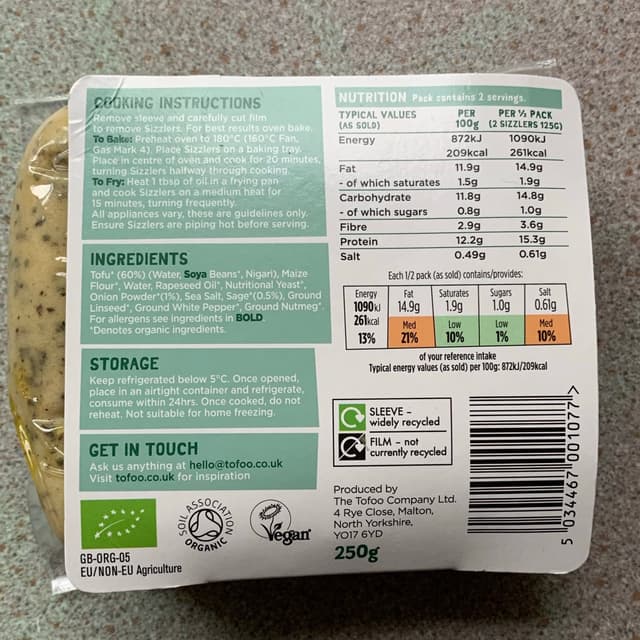 COOKING INSTRUCTIONS
Remove sleeve and carefully cut film
to remove Sizzlers. For best results oven bake.
To Bake: Preheat oven to 180°C (160°C Fan,
Gas Mark 4). Place Sizzlers on a baking tray.
Place in centre of oven and cook for 20 minutes,
turning Sizzlers halfway through cooking.
To Fry: Heat 1 tbsp of oil in a frying pan
and cook Sizzlers on a medium heat for
15 minutes, turning frequently.
All appliances vary, these are guidelines only.
Ensure Sizzlers are piping hot before serving.
INGREDIENTS
Tofu* (60%) (Water, Soya Beans*, Nigari), Maize
Flour*, Water, Rapeseed Oil*, Nutritional Yeast*,
Onion Powder*(1%), Sea Salt, Sage*(0.5%), Ground
Linseed*, Ground White Pepper*, Ground Nutmeg*.
For allergens see ingredients in BOLD
*Denotes organic ingredients.
STORAGE
Keep refrigerated below 5°C. Once opened,
place in an airtight container and refrigerate,
consume within 24hrs. Once cooked, do not
reheat. Not suitable for home freezing.
GET IN TOUCH
Ask us anything at hello@tofoo.co.uk
Visit tofoo.co.uk for inspiration
GB-ORG-05
EU/NON-EU Agriculture
SOIL ASSOCIATION
ORGANIC
Vegan
NUTRITION Pack contains 2 servings.
TYPICAL VALUES PER PER ½ PACK
(AS SOLD) 100g (2 SIZZLERS 125G)
Energy 872kJ 1090kJ
209kcal 261kcal
Fat 11.9g 14.9g
- of which saturates 1.5g 1.9g
Carbohydrate 11.8g 14.8g
- of which sugars 0.8g 1.0g
Fibre 2.9g 3.6g
Protein 12.2g 15.3g
Salt 0.49g 0.61g
Each 1/2 pack (as sold) contains/provides:
Energy Fat Saturates Sugars Salt
1090kJ 14.9g 1.9g 1.0g 0.61g
261kcal Med Low Low Med
13% 21% 10% 1% 10%
of your reference intake
Typical energy values (as sold) per 100g: 872kJ/209kcal
SLEEVE –
widely recycled
FILM – not
currently recycled
Produced by
The Tofoo Company Ltd.
4 Rye Close, Malton,
North Yorkshire,
YO17 6YD
250g
5 034467 001077 >